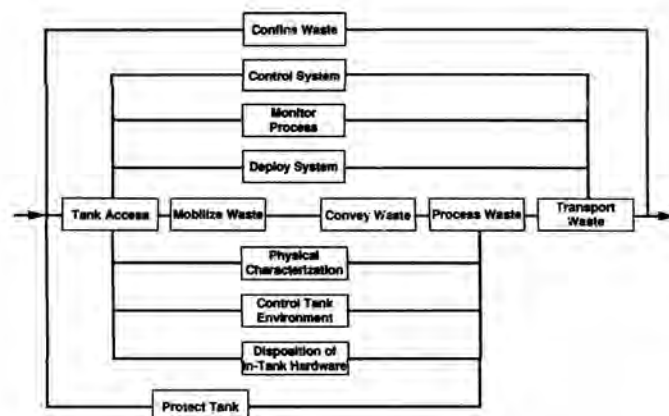 Confine Waste
Control System
Monitor
Process
Deploy System
Tank Access
Mobilize Waste
Convey Waste
Process Waste
Transport
Waste
Physical
Characterization
Control Tank
Environment
Disposition of
In-Tank Hardware
Protect Tank